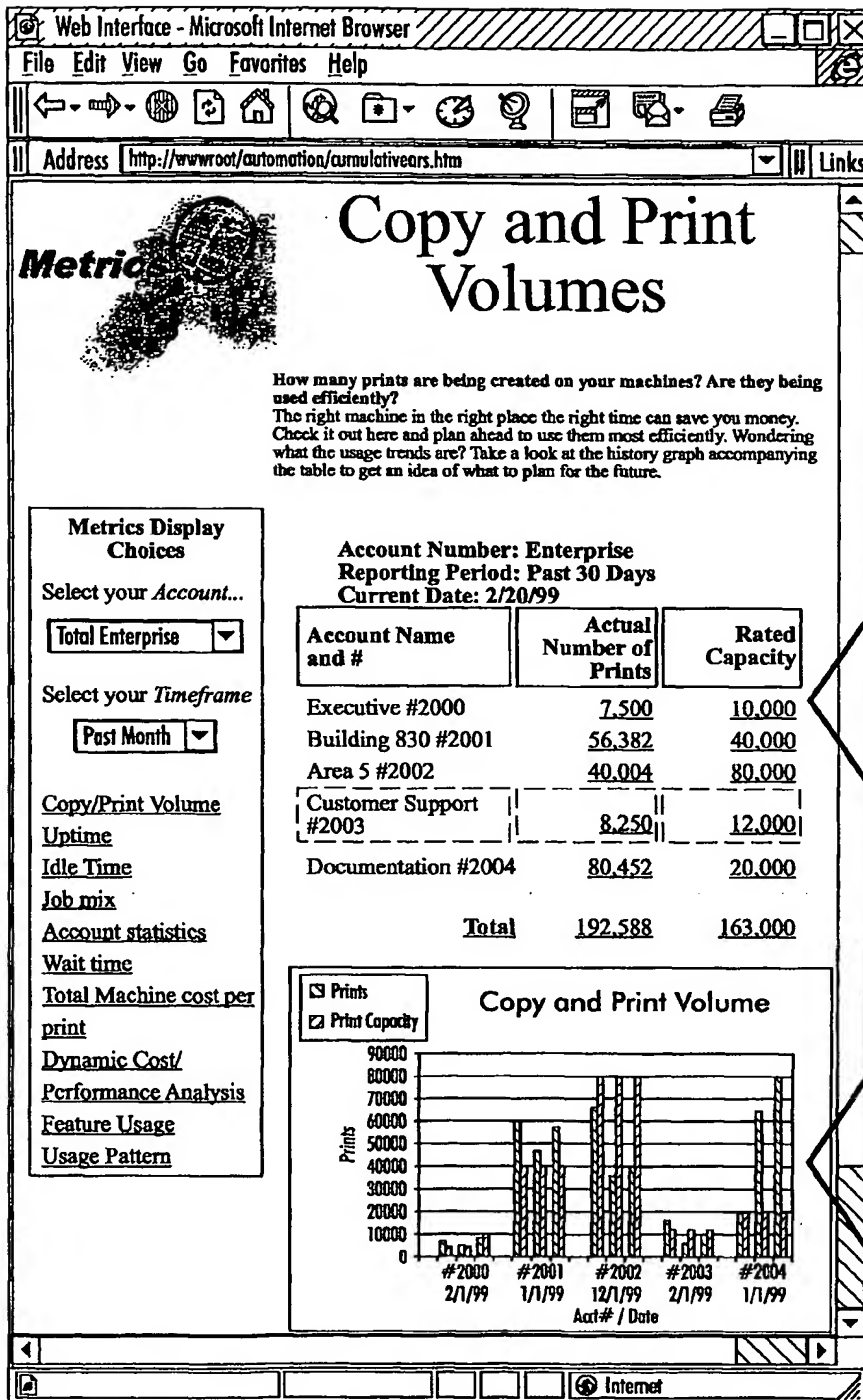 Web Interface - Microsoft Internet Browser
File Edit View Go Favorites Help
Address http://wwwroot/automation/cumulativears.htm Links
Metrics
Copy and Print
Volumes
How many prints are being created on your machines? Are they being
used efficiently?
The right machine in the right place the right time can save you money.
Check it out here and plan ahead to use them most efficiently. Wondering
what the usage trends are? Take a look at the history graph accompanying
the table to get an idea of what to plan for the future.
Metrics Display
Choices
Select your Account...
Total Enterprise
Select your Timeframe
Past Month
Copy/Print Volume
Uptime
Idle Time
Job mix
Account statistics
Wait time
Total Machine cost per
print
Dynamic Cost/
Performance Analysis
Feature Usage
Usage Pattern
Account Number: Enterprise
Reporting Period: Past 30 Days
Current Date: 2/20/99
Account Name and # Actual Number of Prints Rated Capacity
Executive #2000 7,500 10,000
Building 830 #2001 56,382 40,000
Area 5 #2002 40,004 80,000
Customer Support
#2003 8,250 12,000
Documentation #2004 80,452 20,000
Total 192,588 163,000
Prints
Print Capacity
Copy and Print Volume
90000
80000
70000
60000
50000
40000
30000
20000
10000
0
Prints
#2000 #2001 #2002 #2003 #2004
2/1/99 1/1/99 12/1/99 2/1/99 1/1/99
Acct# / Date
Internet